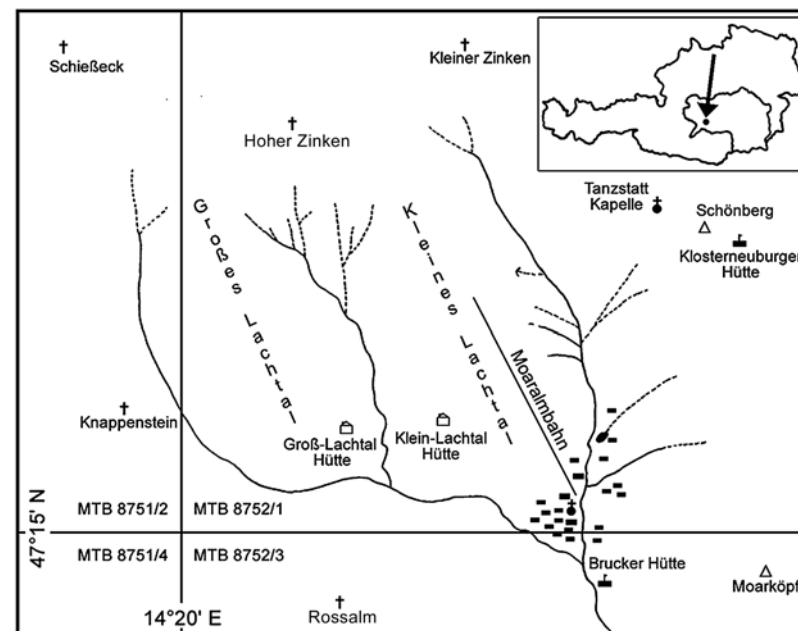 Schießeck
Kleiner Zinken
Hoher Zinken
Tanzstatt
Kapelle
Schönberg
Klosterneuburger
Hütte
Großes Lachtal
Kleines Lachtal
Moaralmbahn
Knappenstein
Groß-Lachtal
Hütte
Klein-Lachtal
Hütte
47°15' N
MTB 8751/2
MTB 8752/1
MTB 8751/4
MTB 8752/3
Brucker Hütte
Moarköpfl
14°20' E
Rossalm